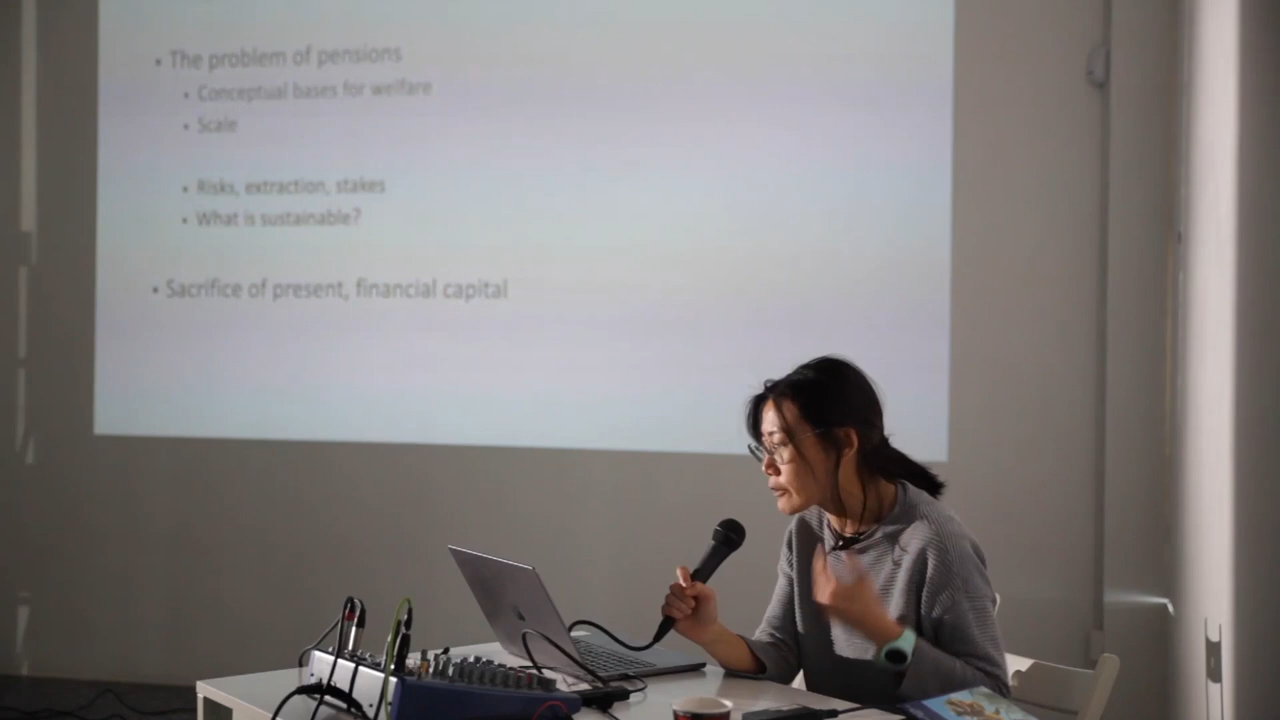 • The problem of pensions
• Conceptual bases for welfare
• Scale
• Risks, extraction, stakes
• What is sustainable?
• Sacrifice of present, financial capital